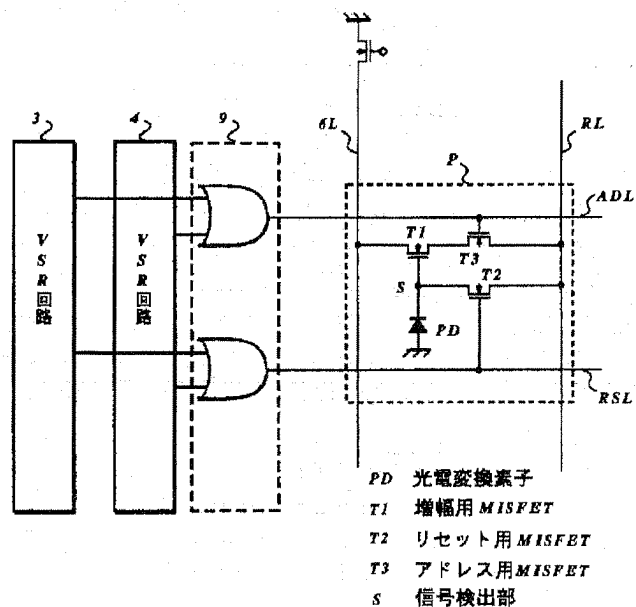 3
4
9
6L
RL
P
ADL
VSR回路
VSR回路
T1
T3
T2
S
PD
RSL
PD 光電変換素子
T1 増幅用MISFET
T2 リセット用MISFET
T3 アドレス用MISFET
S 信号検出部